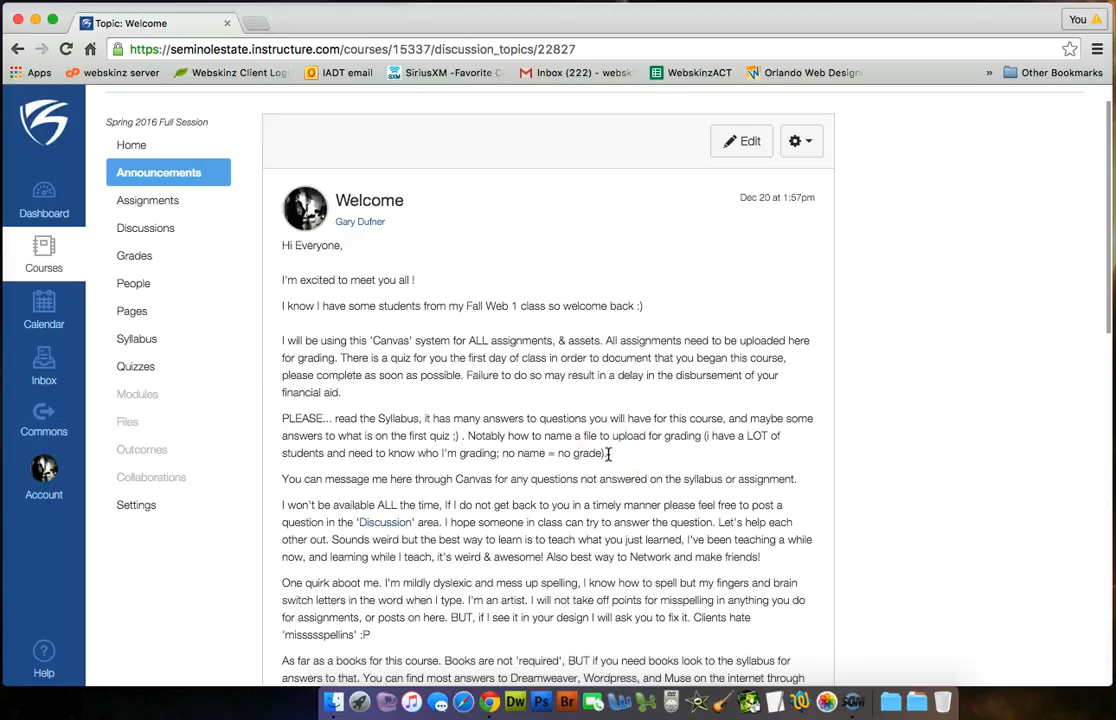 Topic: Welcome
You
https://seminolestate.instructure.com/courses/15337/discussion_topics/22827
Apps webskinz server Webskinz Client Log IADT email SiriusXM -Favorite C Inbox (222) - websk WebskinzACT Orlando Web Design » Other Bookmarks
Spring 2016 Full Session
Home
Announcements
Assignments
Discussions
Grades
People
Pages
Syllabus
Quizzes
Modules
Files
Outcomes
Collaborations
Settings
Dashboard
Courses
Calendar
Inbox
Commons
Account
Help
Edit
Welcome
Dec 20 at 1:57pm
Gary Dufner
Hi Everyone,
I'm excited to meet you all !
I know I have some students from my Fall Web 1 class so welcome back :)
I will be using this 'Canvas' system for ALL assignments, & assets. All assignments need to be uploaded here
for grading. There is a quiz for you the first day of class in order to document that you began this course,
please complete as soon as possible. Failure to do so may result in a delay in the disbursement of your
financial aid.
PLEASE... read the Syllabus, it has many answers to questions you will have for this course, and maybe some
answers to what is on the first quiz ;) . Notably how to name a file to upload for grading (i have a LOT of
students and need to know who I'm grading; no name = no grade).
You can message me here through Canvas for any questions not answered on the syllabus or assignment.
I won't be available ALL the time, If I do not get back to you in a timely manner please feel free to post a
question in the 'Discussion' area. I hope someone in class can try to answer the question. Let's help each
other out. Sounds weird but the best way to learn is to teach what you just learned, I've been teaching a while
now, and learning while I teach, it's weird & awesome! Also best way to Network and make friends!
One quirk aboot me. I'm mildly dyslexic and mess up spelling, I know how to spell but my fingers and brain
switch letters in the word when I type. I'm an artist. I will not take off points for misspelling in anything you do
for assignments, or posts on here. BUT, if I see it in your design I will ask you to fix it. Clients hate
'missssspellins' :P
As far as a books for this course. Books are not 'required', BUT if you need books look to the syllabus for
answers to that. You can find most answers to Dreamweaver, Wordpress, and Muse on the internet through
SXM
Dw
Ps
Br